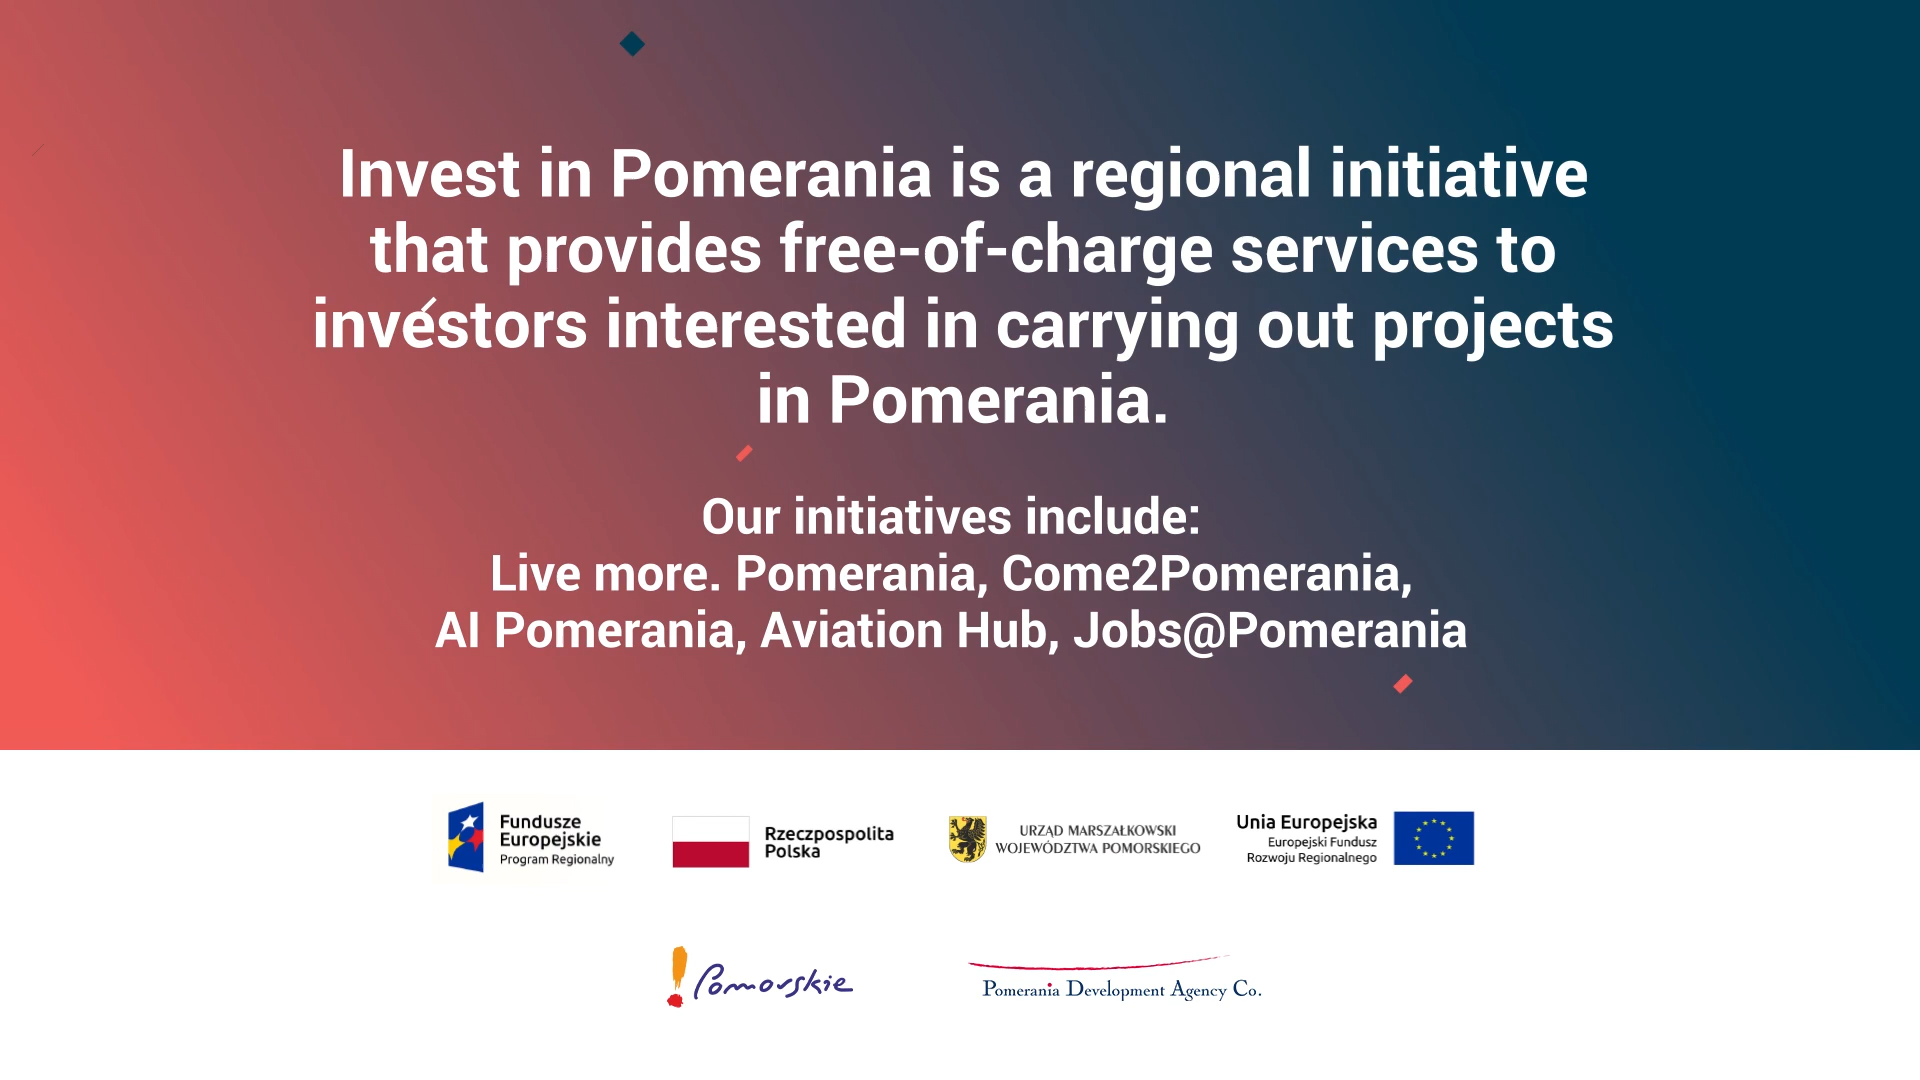 Invest in Pomerania is a regional initiative
that provides free-of-charge services to
investors interested in carrying out projects
in Pomerania.
Our initiatives include:
Live more. Pomerania, Come2Pomerania,
AI Pomerania, Aviation Hub, Jobs@Pomerania
Fundusze
Europejskie
Program Regionalny
Rzeczpospolita
Polska
URZĄD MARSZAŁKOWSKI
WOJEWÓDZTWA POMORSKIEGO
Unia Europejska
Europejski Fundusz
Rozwoju Regionalnego
Pomorskie
Pomerania Development Agency Co.